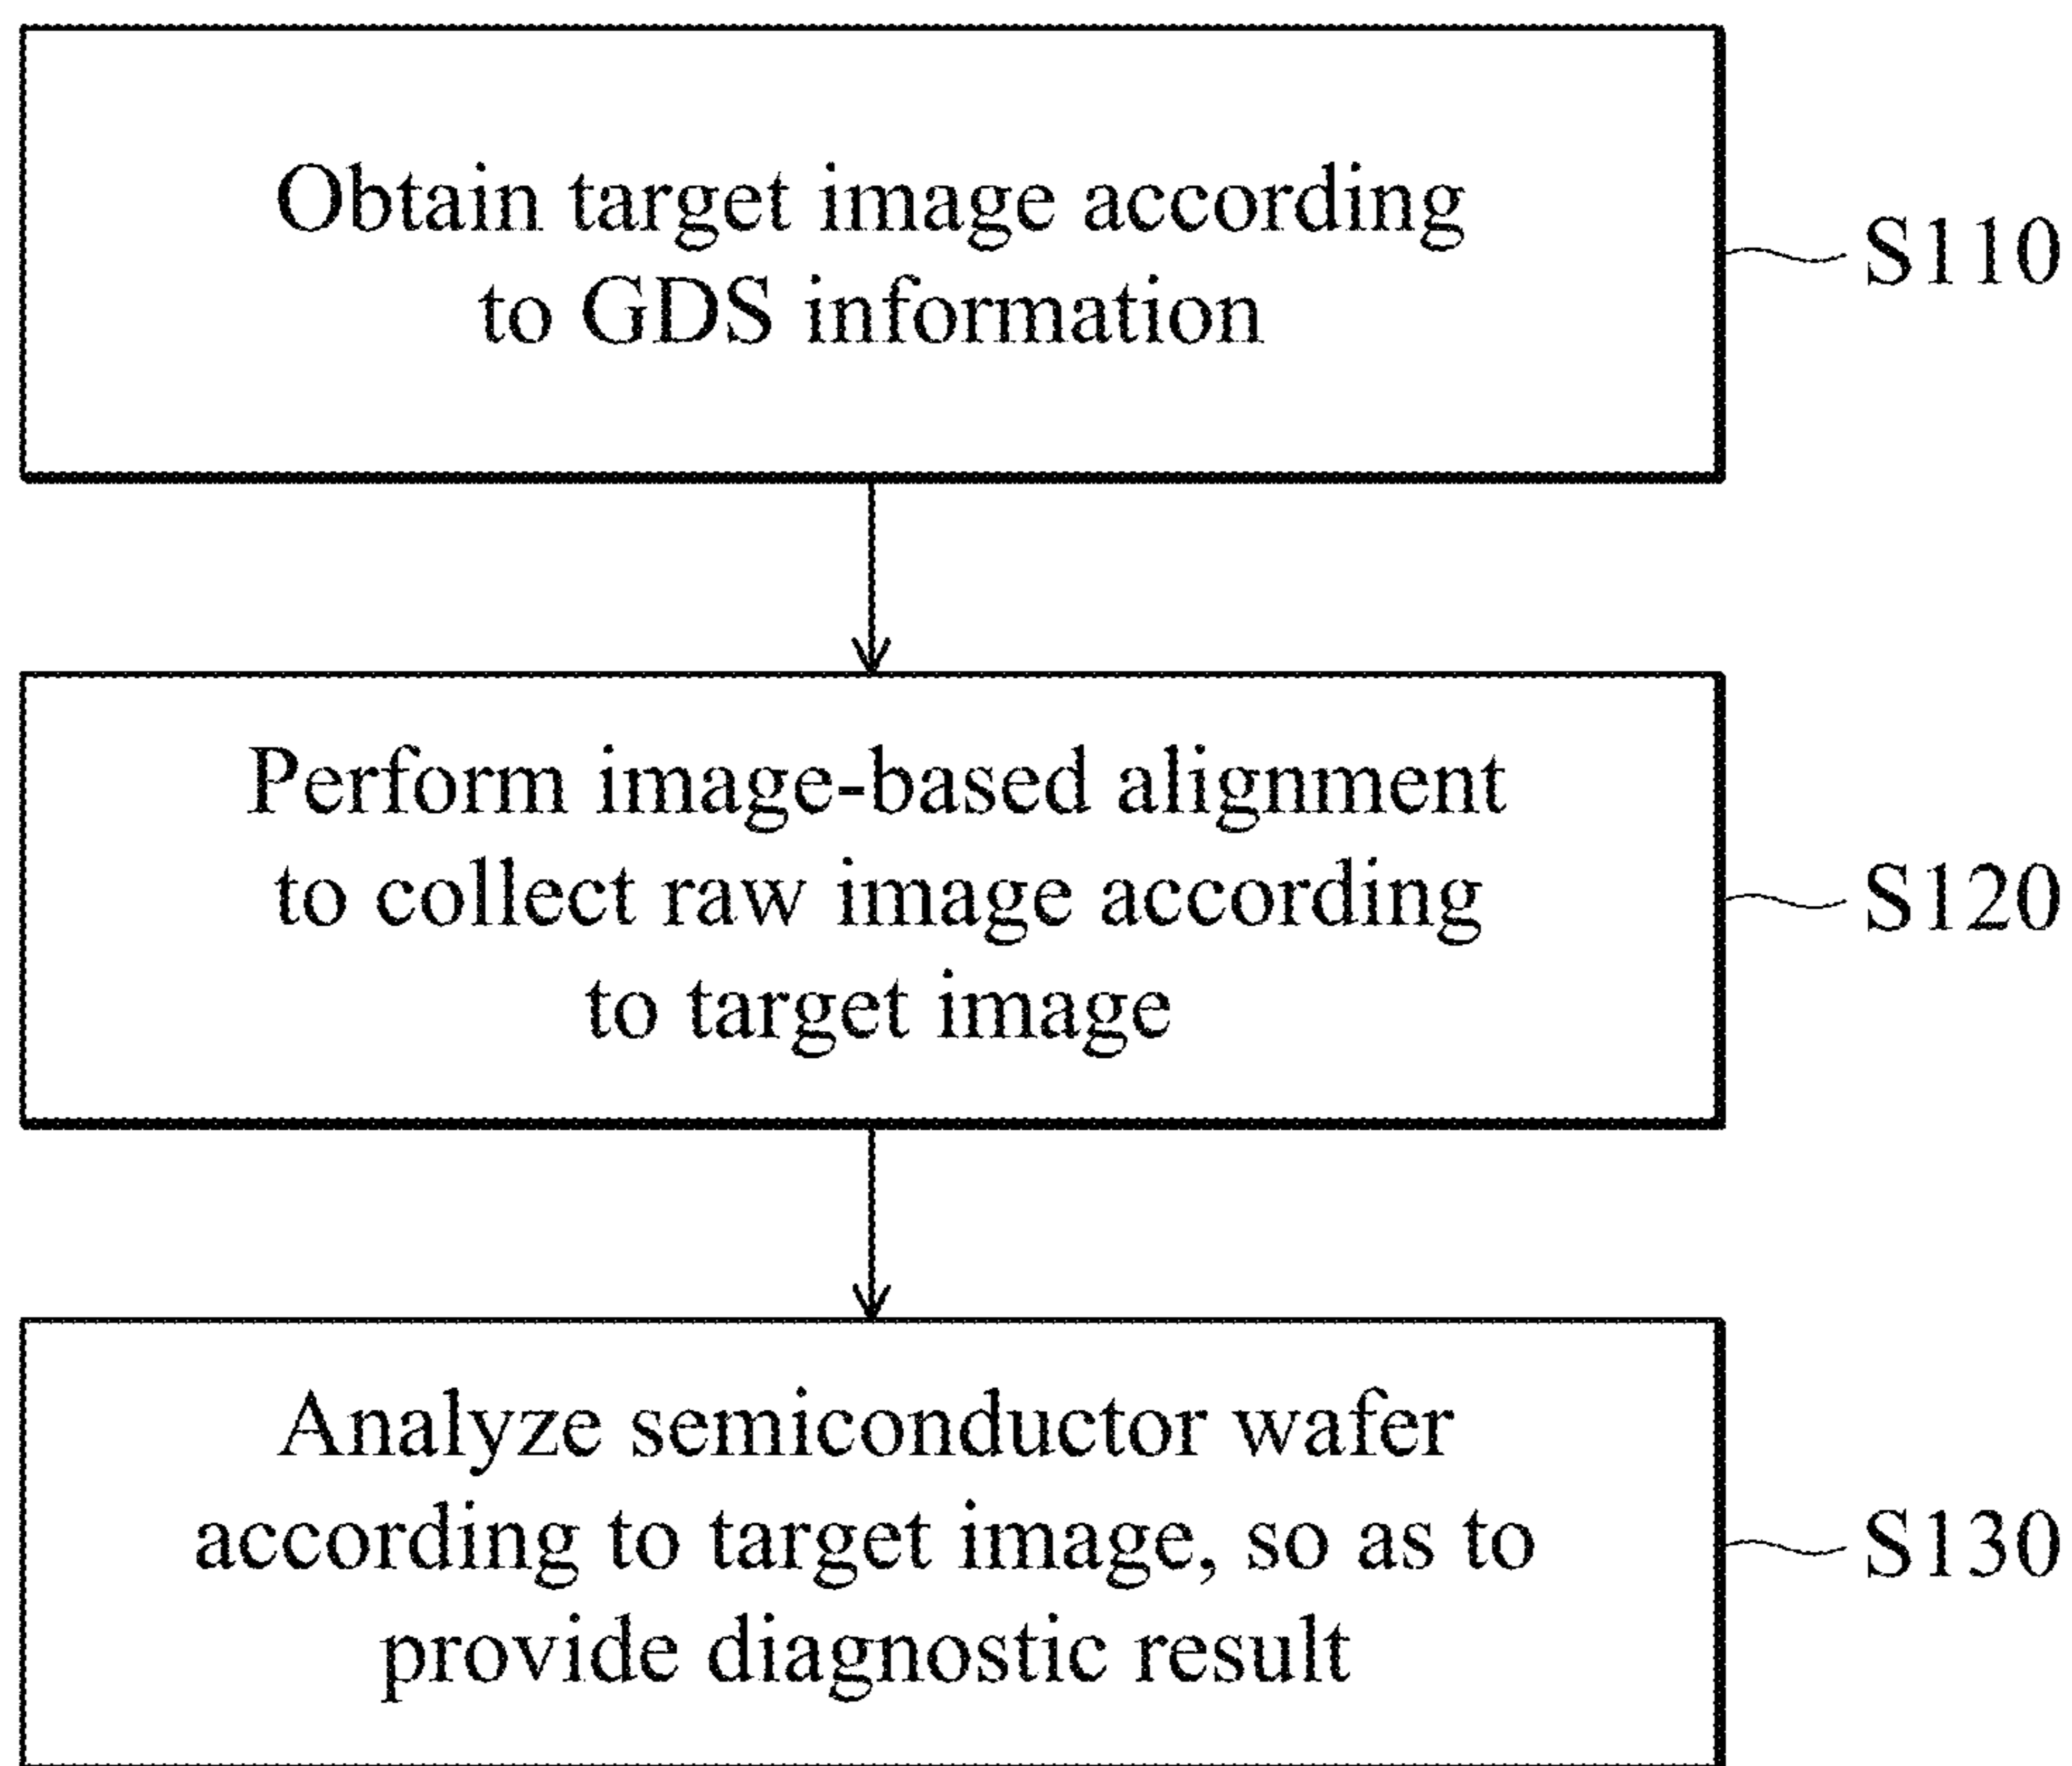 Obtain target image according
to GDS information
S110
Perform image-based alignment
to collect raw image according
to target image
S120
Analyze semiconductor wafer
according to target image, so as to
provide diagnostic result
S130